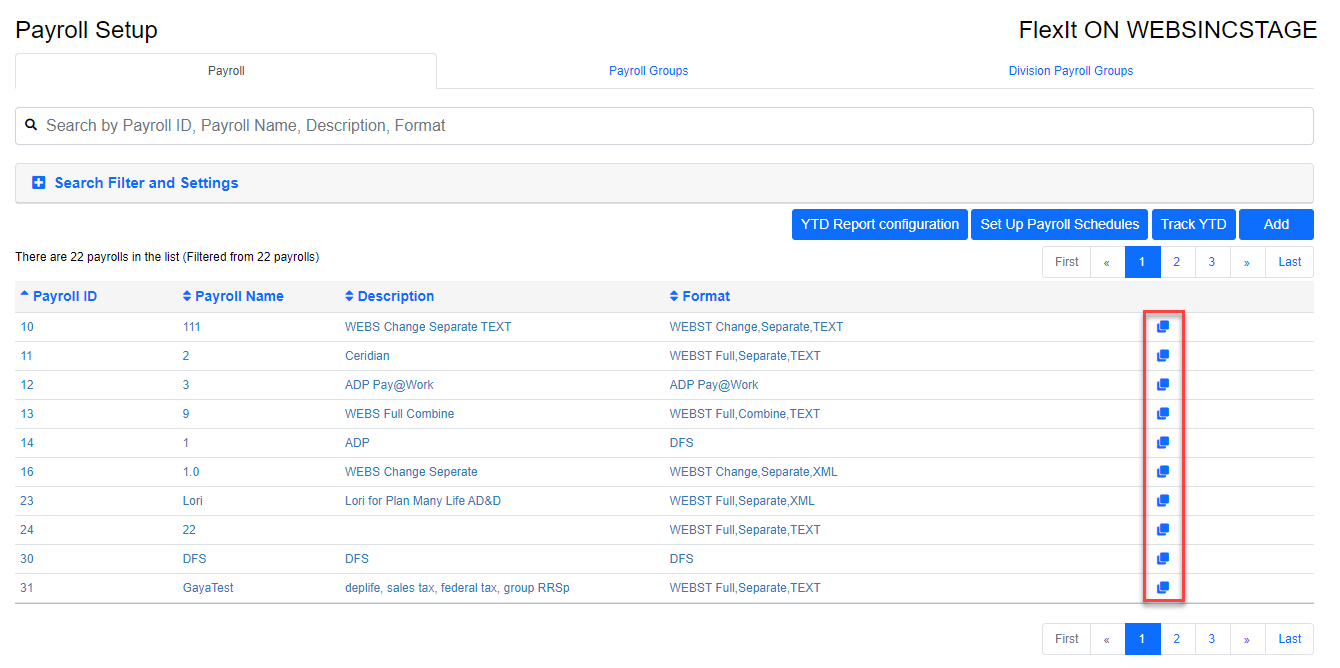 Payroll Setup FlexIt ON WEBSINCSTAGE
Payroll Payroll Groups Division Payroll Groups
Search by Payroll ID, Payroll Name, Description, Format
Search Filter and Settings
YTD Report configuration Set Up Payroll Schedules Track YTD Add
There are 22 payrolls in the list (Filtered from 22 payrolls)
First « 1 2 3 » Last
Payroll ID Payroll Name Description Format
10 111 WEBS Change Separate TEXT WEBST Change,Separate,TEXT
11 2 Ceridian WEBST Full,Separate,TEXT
12 3 ADP Pay@Work ADP Pay@Work
13 9 WEBS Full Combine WEBST Full,Combine,TEXT
14 1 ADP DFS
16 1.0 WEBS Change Seperate WEBST Change,Separate,XML
23 Lori Lori for Plan Many Life AD&D WEBST Full,Separate,XML
24 22 WEBST Full,Separate,TEXT
30 DFS DFS DFS
31 GayaTest deplife, sales tax, federal tax, group RRSp WEBST Full,Separate,TEXT
First « 1 2 3 » Last